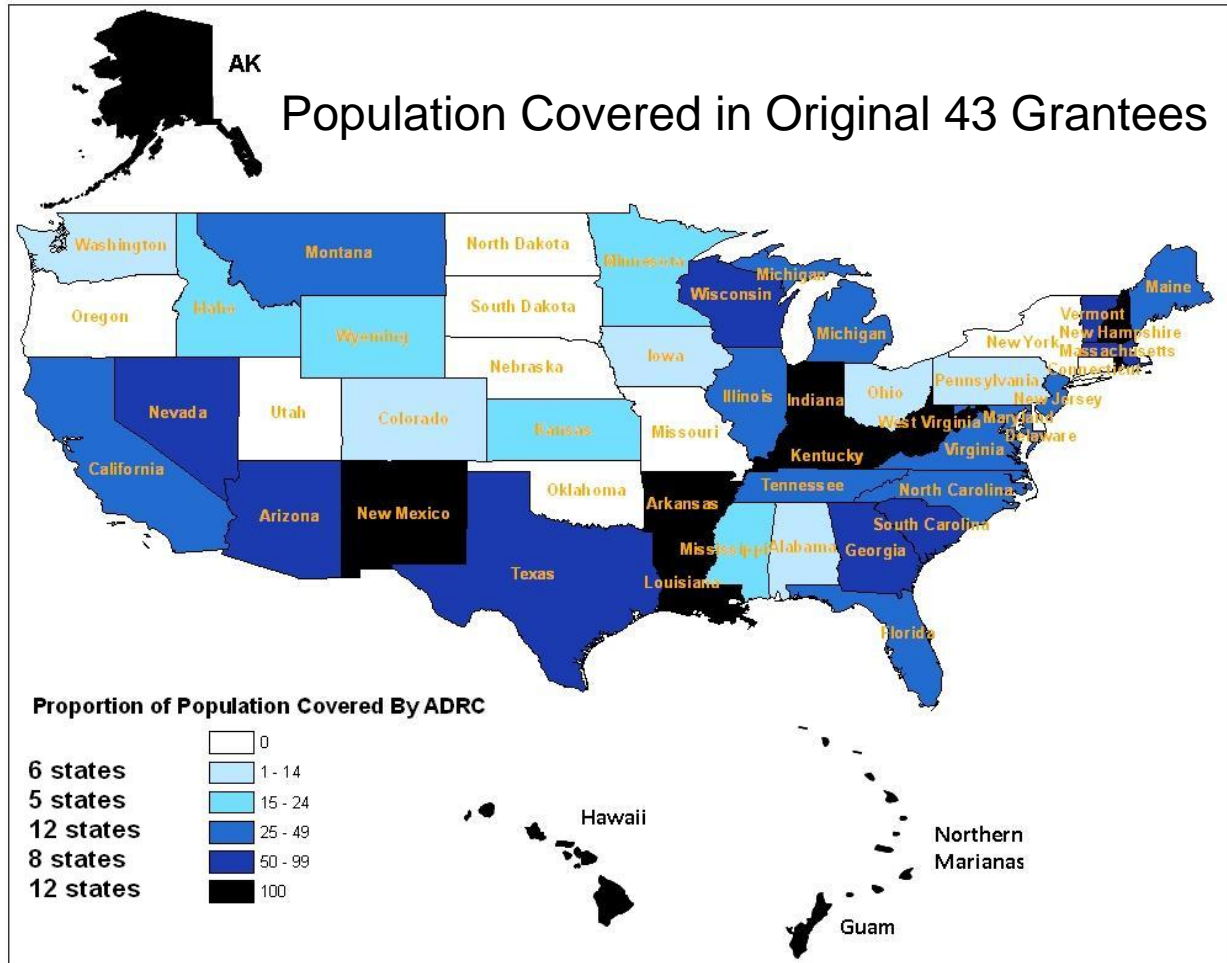 AK
Population Covered in Original 43 Grantees
Washington
Montana
North Dakota
Minnesota
Michigan
Maine
Oregon
Idaho
South Dakota
Wisconsin
Michigan
Vermont
New Hampshire
Wyoming
New York
Massachusetts
Connecticut
Nebraska
Iowa
Pennsylvania
Nevada
Utah
Colorado
Illinois
Indiana
Ohio
New Jersey
Kansas
Missouri
West Virginia
Maryland
Delaware
California
Kentucky
Virginia
Arizona
New Mexico
Oklahoma
Arkansas
Tennessee
North Carolina
South Carolina
Texas
Mississippi
Alabama
Georgia
Louisiana
Florida
Proportion of Population Covered By ADRC
0
6 states 1 - 14
5 states 15 - 24
12 states 25 - 49
8 states 50 - 99
12 states 100
Hawaii
Northern
Marianas
Guam